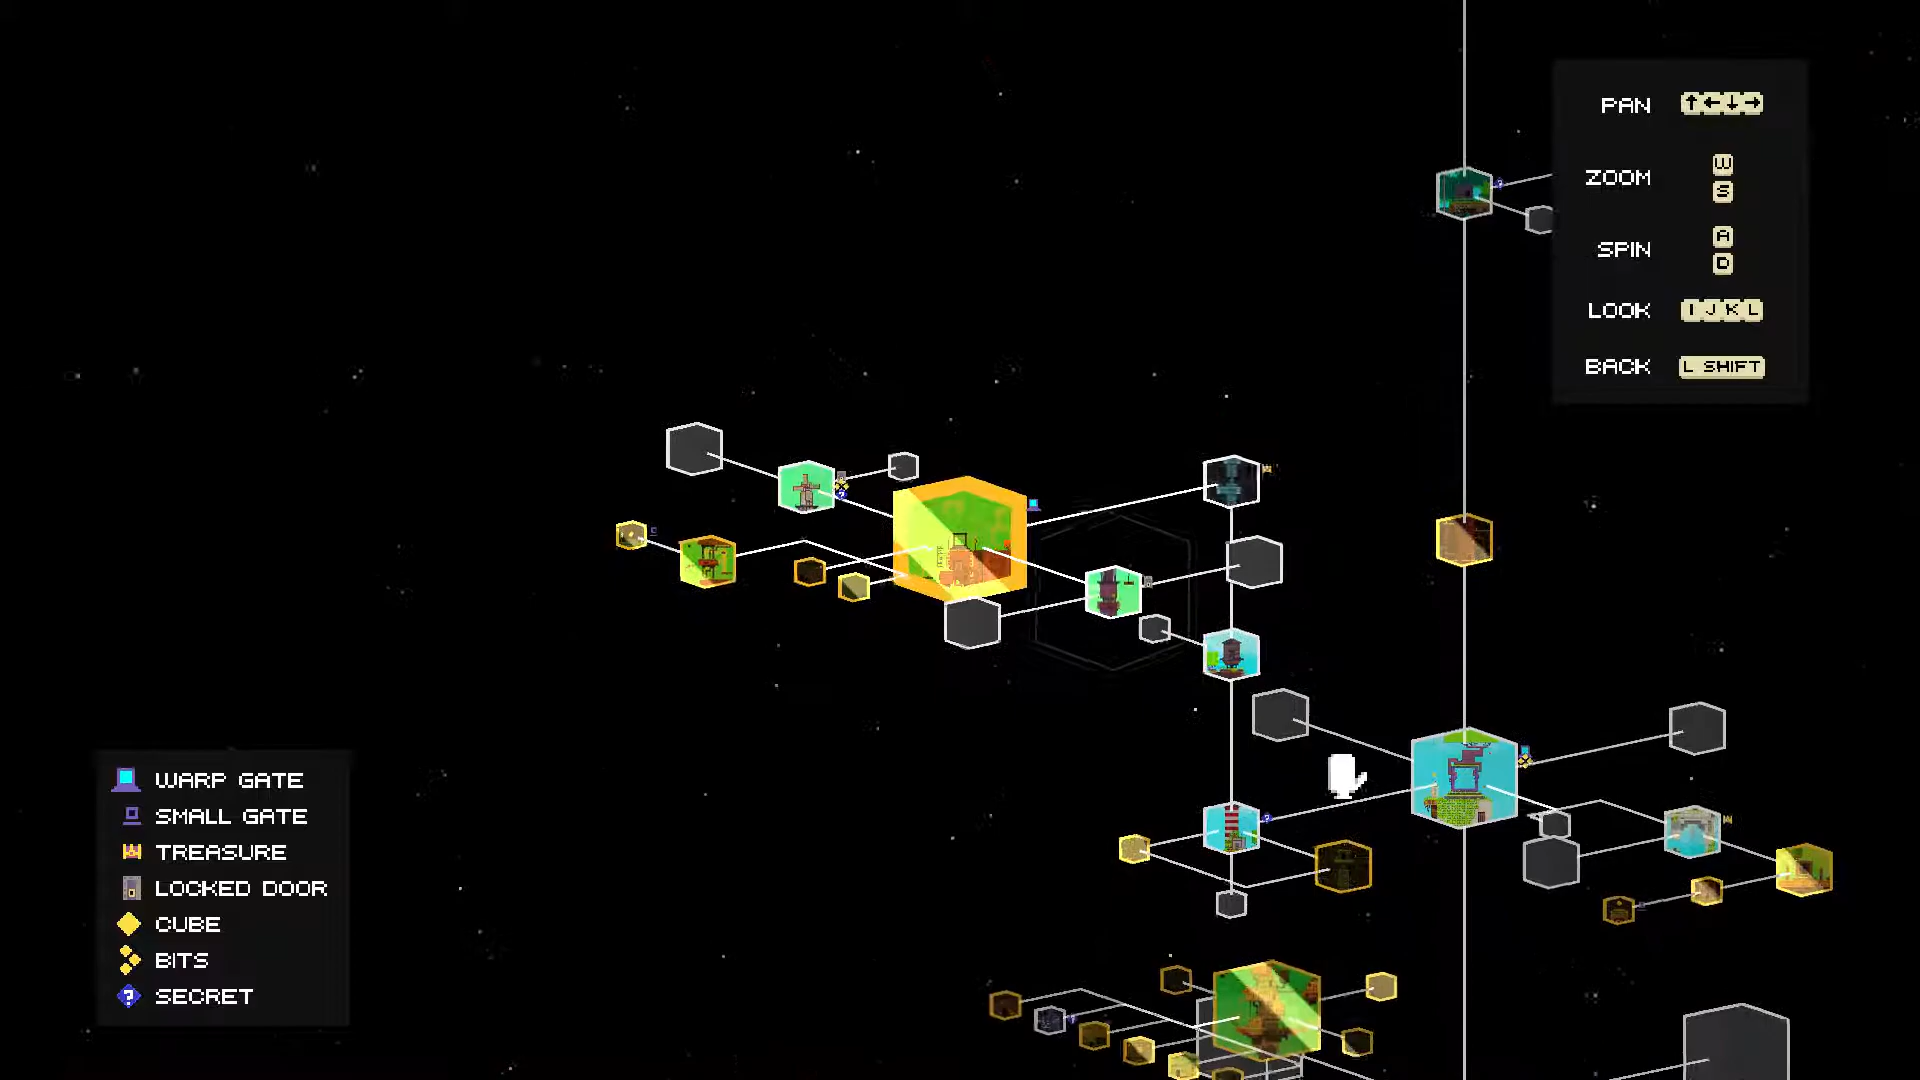 PAN ↑←↓→
ZOOM W
S
SPIN A
D
LOOK I J K L
BACK L SHIFT
WARP GATE
SMALL GATE
TREASURE
LOCKED DOOR
CUBE
BITS
? SECRET